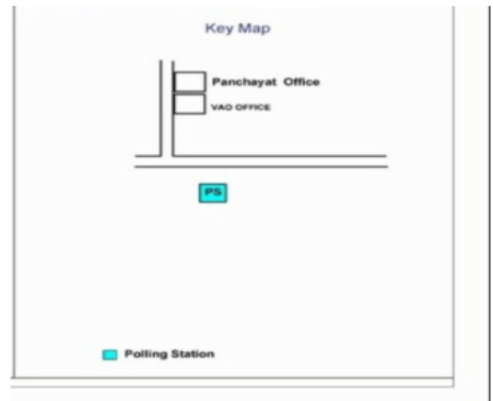 Key Map
Panchayat Office
VAO OFFICE
PS
Polling Station